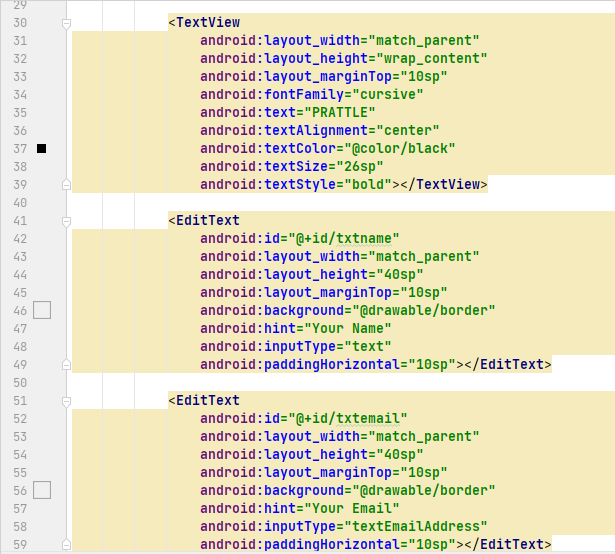 29
30 <TextView
31 android:layout_width="match_parent"
32 android:layout_height="wrap_content"
33 android:layout_marginTop="10sp"
34 android:fontFamily="cursive"
35 android:text="PRATTLE"
36 android:textAlignment="center"
37 android:textColor="@color/black"
38 android:textSize="26sp"
39 android:textStyle="bold"></TextView>
40
41 <EditText
42 android:id="@+id/txtname"
43 android:layout_width="match_parent"
44 android:layout_height="40sp"
45 android:layout_marginTop="10sp"
46 android:background="@drawable/border"
47 android:hint="Your Name"
48 android:inputType="text"
49 android:paddingHorizontal="10sp"></EditText>
50
51 <EditText
52 android:id="@+id/txtemail"
53 android:layout_width="match_parent"
54 android:layout_height="40sp"
55 android:layout_marginTop="10sp"
56 android:background="@drawable/border"
57 android:hint="Your Email"
58 android:inputType="textEmailAddress"
59 android:paddingHorizontal="10sp"></EditText>